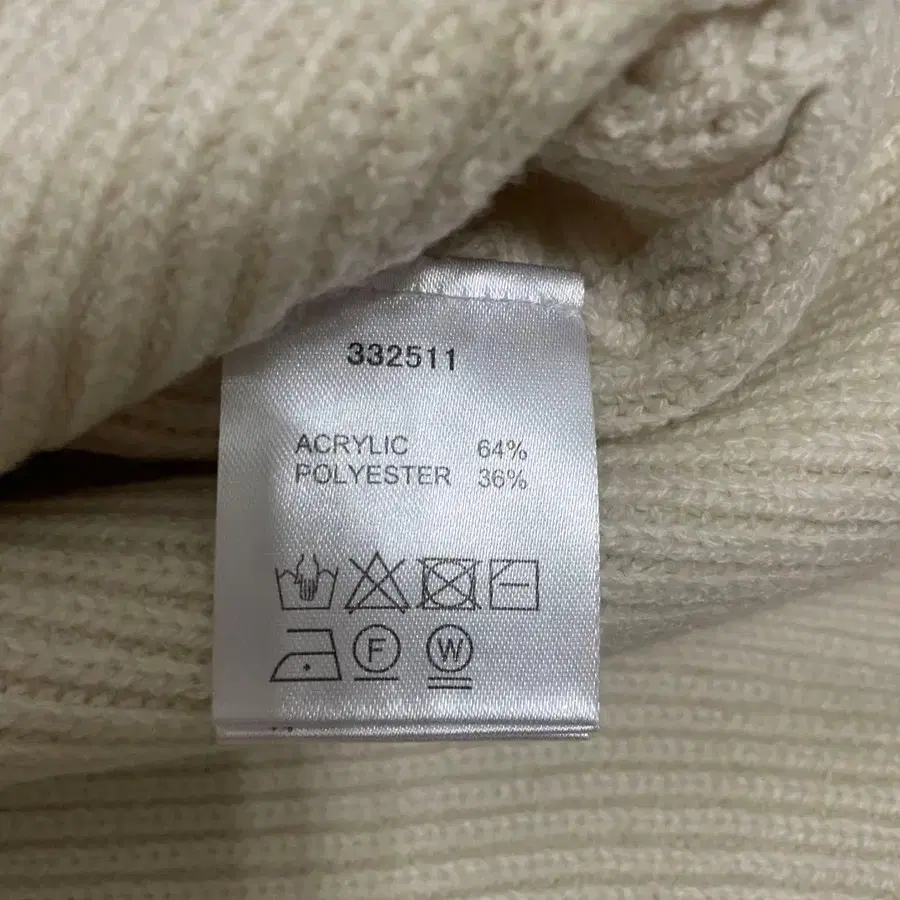 332511
ACRYLIC 64%
POLYESTER 36%
F W